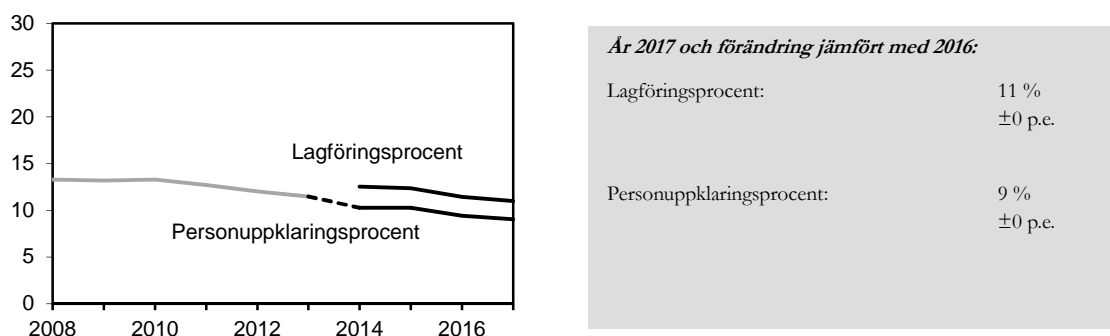 30
25
20
15
10
5
0
Lagföringsprocent
Personuppklaringsprocent
2008 2010 2012 2014 2016
År 2017 och förändring jämfört med 2016:
Lagföringsprocent: 11 %
±0 p.e.
Personuppklaringsprocent: 9 %
±0 p.e.